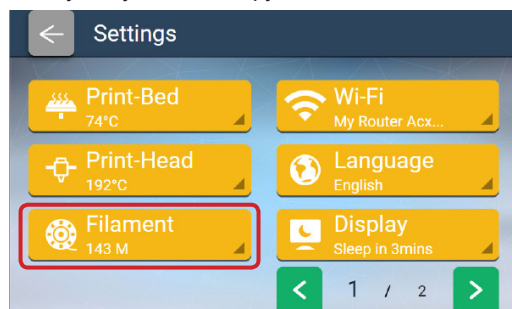 Settings
Print-Bed
74°C
Wi-Fi
My Router Acx...
Print-Head
192°C
Language
English
Filament
143 M
Display
Sleep in 3mins
1 / 2